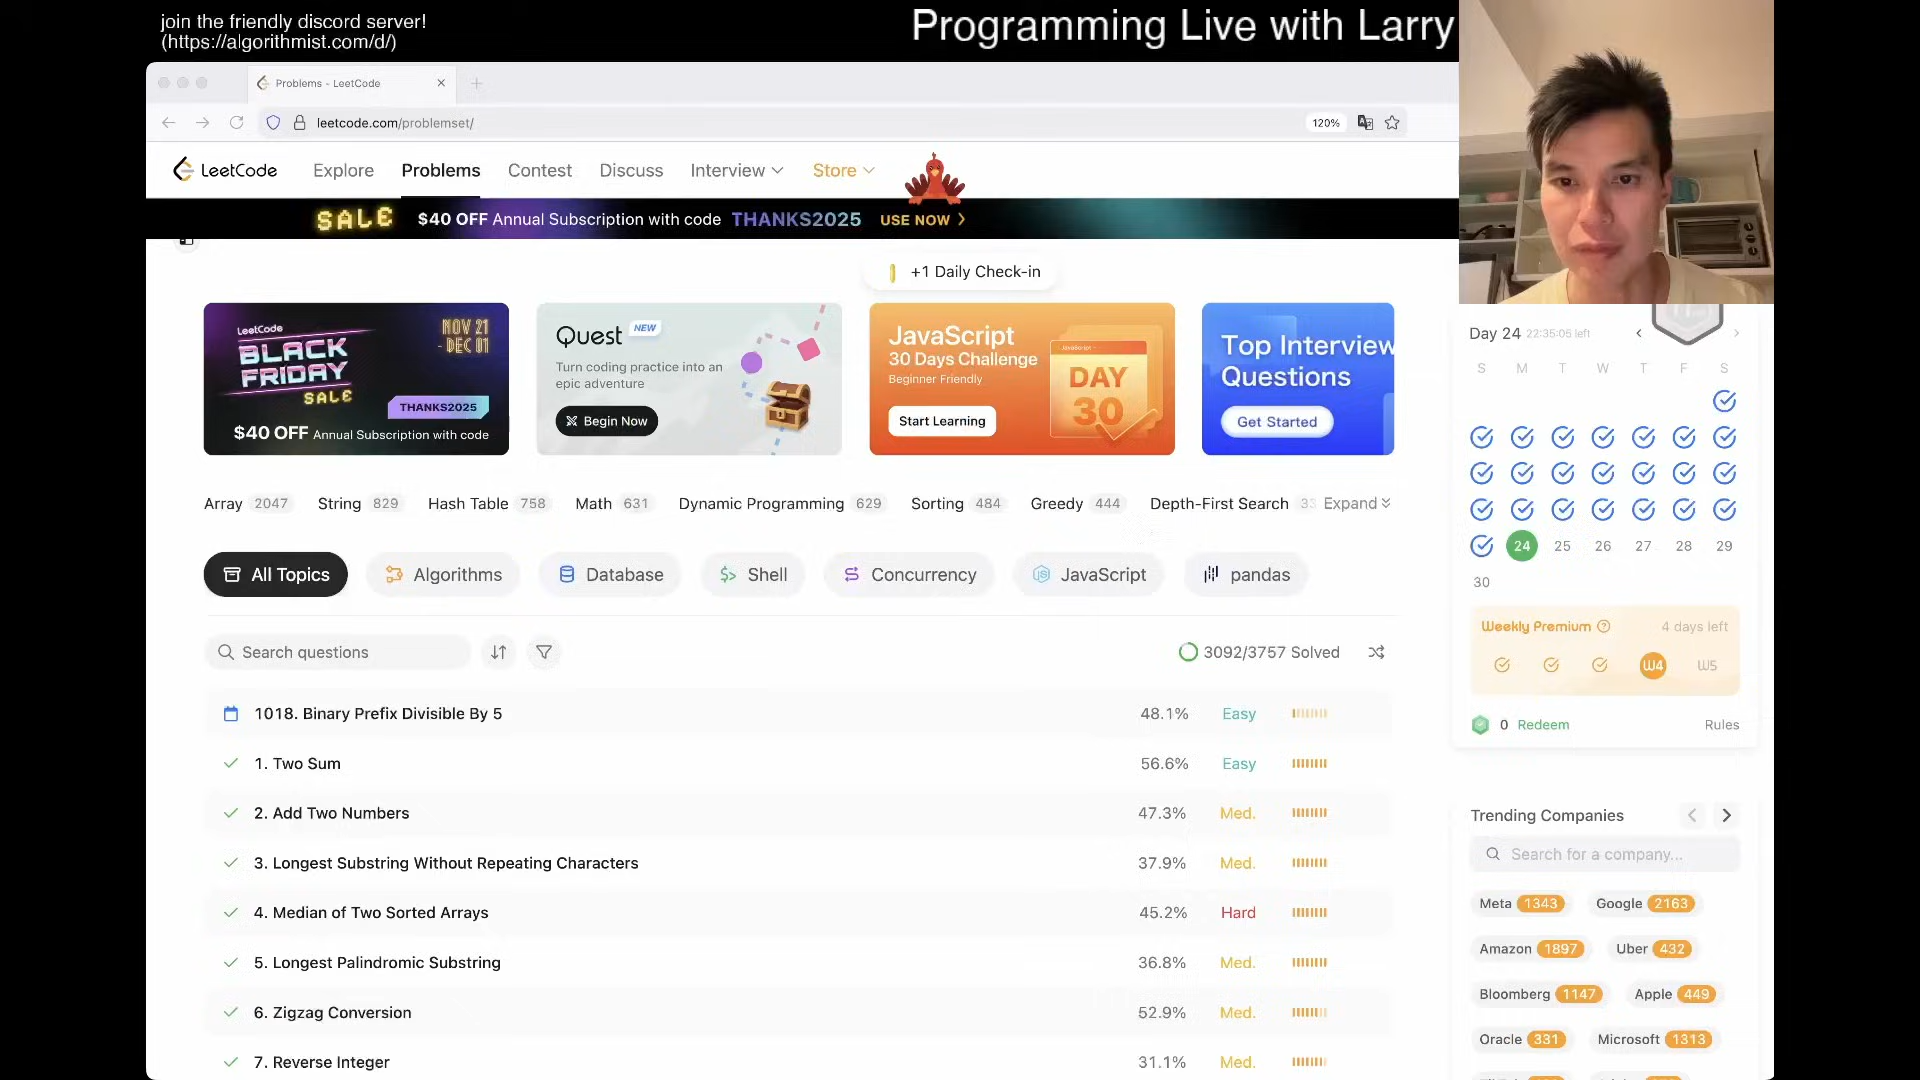 join the friendly discord server!
(https://algorithmist.com/d/)
Programming Live with Larry
Problems - LeetCode
leetcode.com/problemset/
120%
LeetCode
Explore
Problems
Contest
Discuss
Interview
Store
SALE $40 OFF Annual Subscription with code THANKS2025 USE NOW
+1 Daily Check-in
LeetCode
BLACK
FRIDAY
SALE
NOV 21
- DEC 01
THANKS2025
$40 OFF Annual Subscription with code
Quest NEW
Turn coding practice into an
epic adventure
Begin Now
JavaScript
30 Days Challenge
Beginner Friendly
Start Learning
JavaScript
DAY
30
Top Interview
Questions
Get Started
Day 24 22:35:05 left
S M T W T F S
24 25 26 27 28 29
30
Weekly Premium 4 days left
W4 W5
0 Redeem Rules
Array 2047 String 829 Hash Table 758 Math 631 Dynamic Programming 629 Sorting 484 Greedy 444 Depth-First Search Expand
All Topics Algorithms Database Shell Concurrency JavaScript pandas
Search questions
3092/3757 Solved
1018. Binary Prefix Divisible By 5 48.1% Easy
1. Two Sum 56.6% Easy
2. Add Two Numbers 47.3% Med.
3. Longest Substring Without Repeating Characters 37.9% Med.
4. Median of Two Sorted Arrays 45.2% Hard
5. Longest Palindromic Substring 36.8% Med.
6. Zigzag Conversion 52.9% Med.
7. Reverse Integer 31.1% Med.
Trending Companies
Search for a company...
Meta 1343 Google 2163
Amazon 1897 Uber 432
Bloomberg 1147 Apple 449
Oracle 331 Microsoft 1313